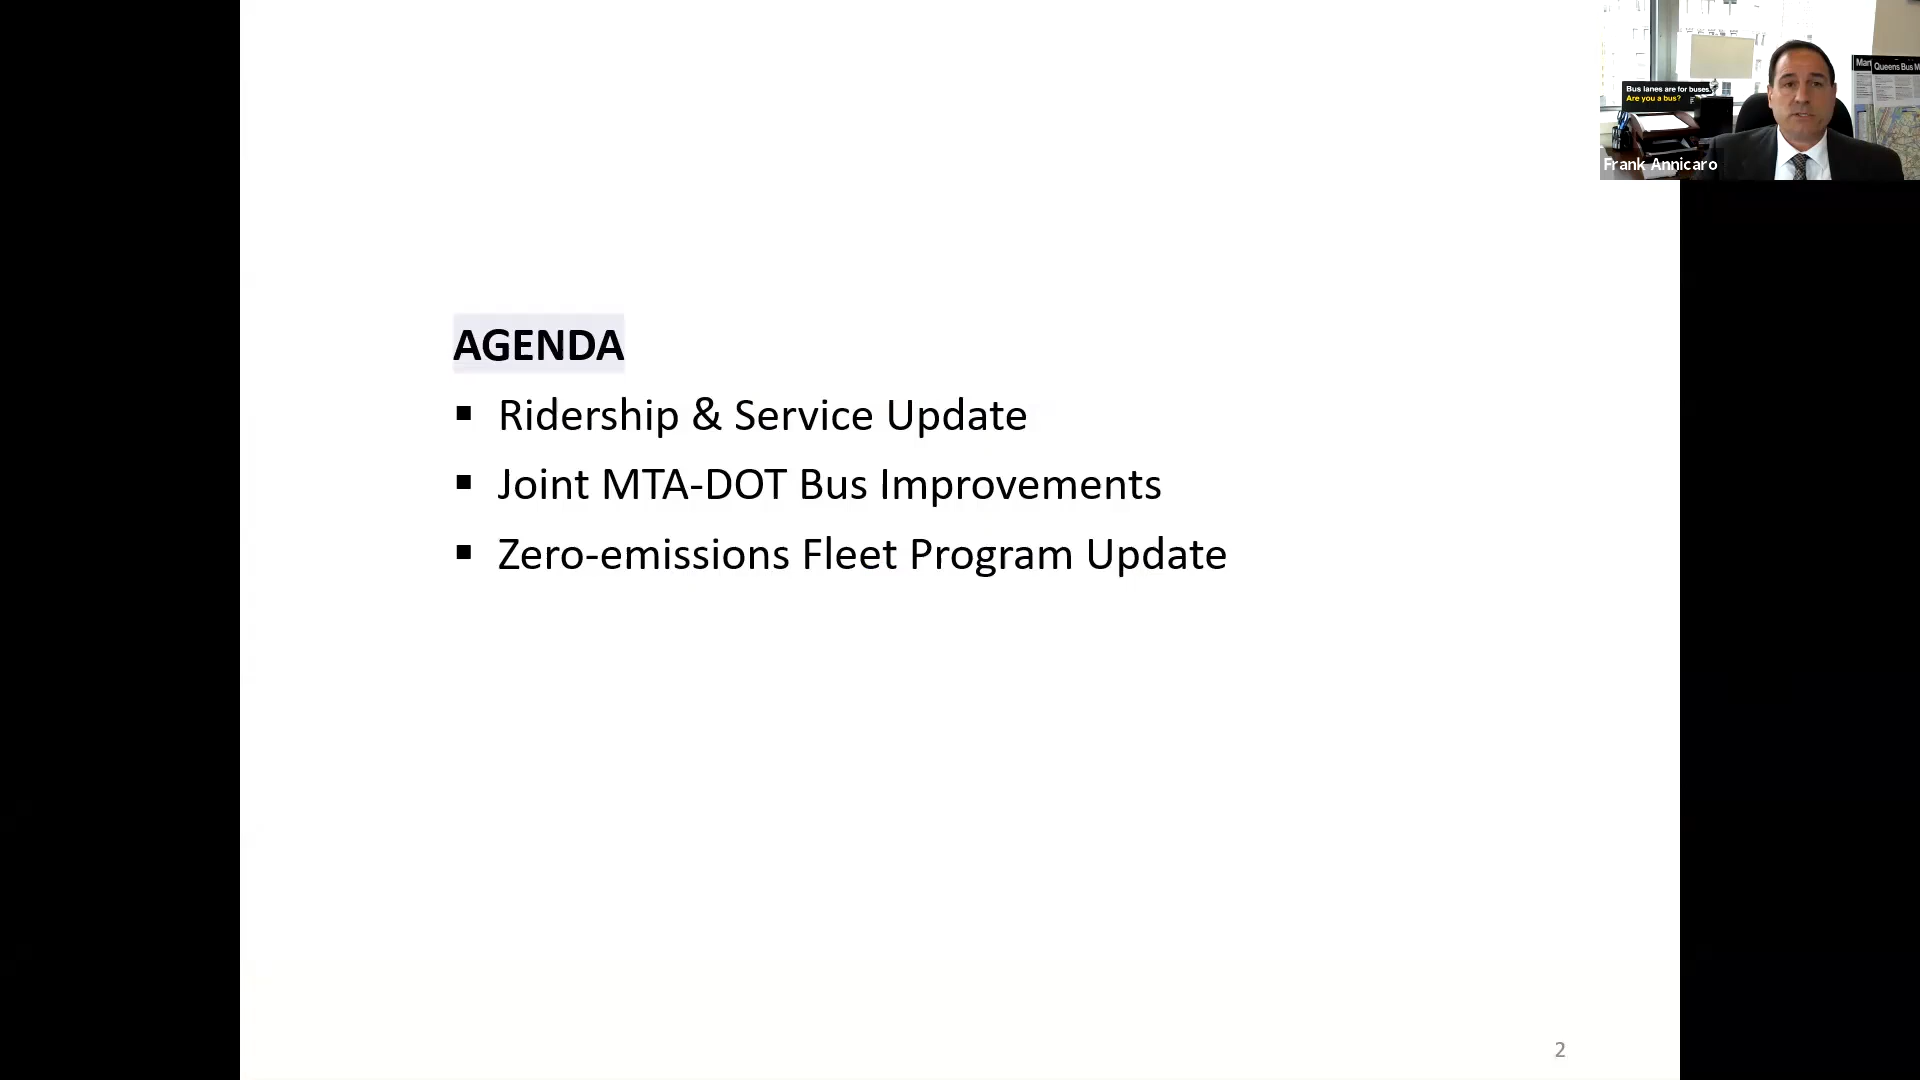 AGENDA
▪ Ridership & Service Update
▪ Joint MTA-DOT Bus Improvements
▪ Zero-emissions Fleet Program Update
2
Bus lanes are for buses.
Are you a bus?
Queens Bus M
Frank Annicaro